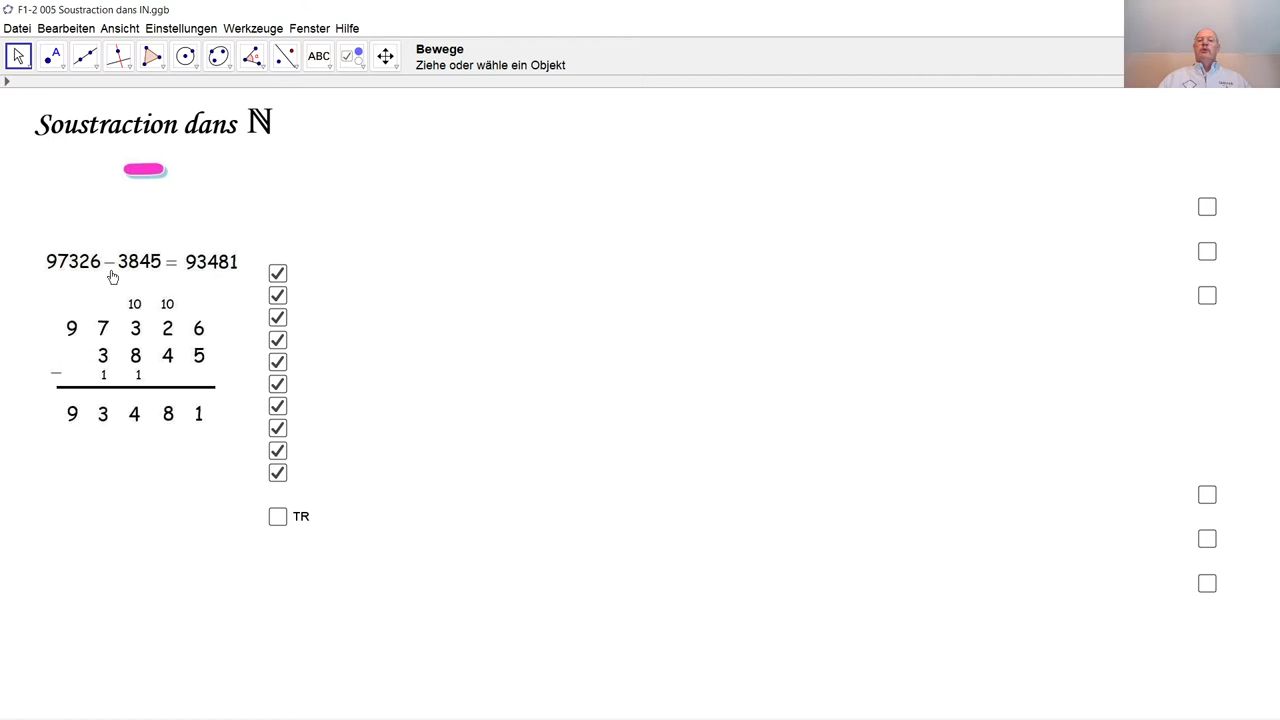 F1-2 005 Soustraction dans IN.ggb
Datei Bearbeiten Ansicht Einstellungen Werkzeuge Fenster Hilfe
A ABC Bewege
Ziehe oder wähle ein Objekt
Soustraction dans ℕ
97326 – 3845 = 93481
10 10
9 7 3 2 6
3 8 4 5
– 1 1
9 3 4 8 1
TR